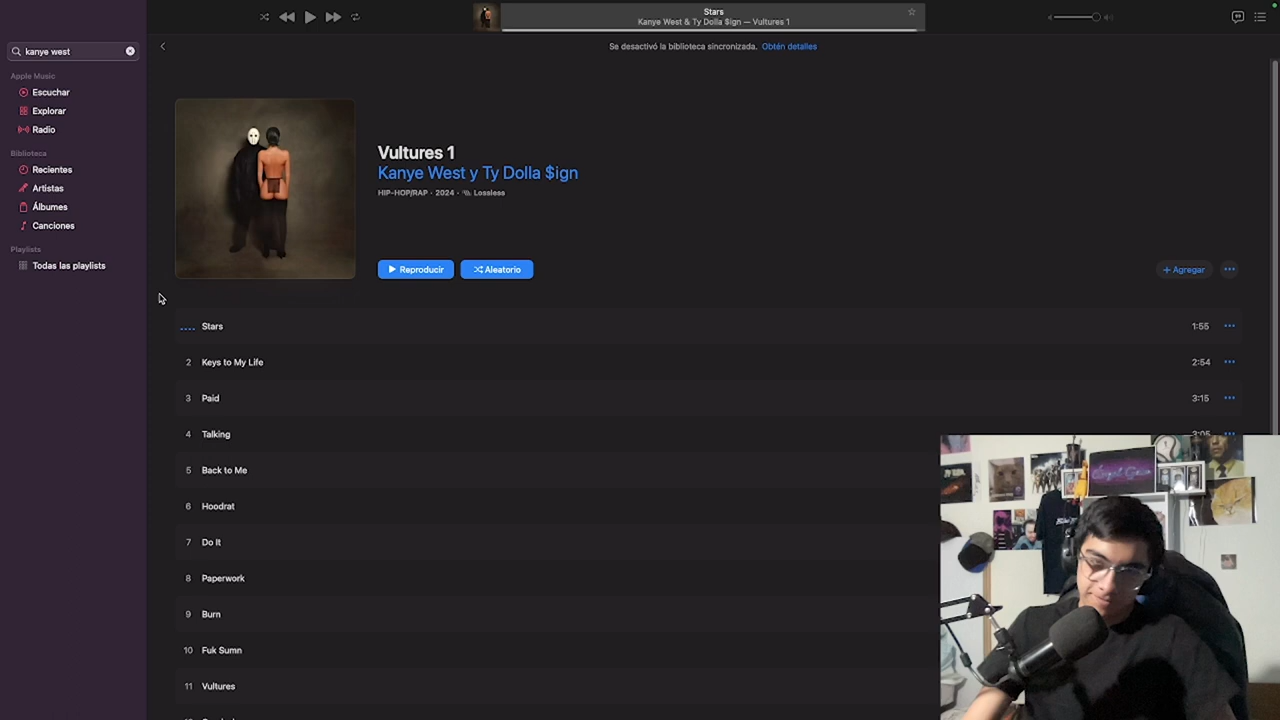 Stars
Kanye West & Ty Dolla $ign — Vultures 1
kanye west
Se desactivó la biblioteca sincronizada. Obtén detalles
Apple Music
Escuchar
Explorar
Radio
Biblioteca
Recientes
Artistas
Álbumes
Canciones
Playlists
Todas las playlists
Vultures 1
Kanye West y Ty Dolla $ign
HIP-HOP/RAP · 2024 · Lossless
Reproducir
Aleatorio
+ Agregar
Stars 1:55
2 Keys to My Life 2:54
3 Paid 3:15
4 Talking 3:05
5 Back to Me
6 Hoodrat
7 Do It
8 Paperwork
9 Burn
10 Fuk Sumn
11 Vultures